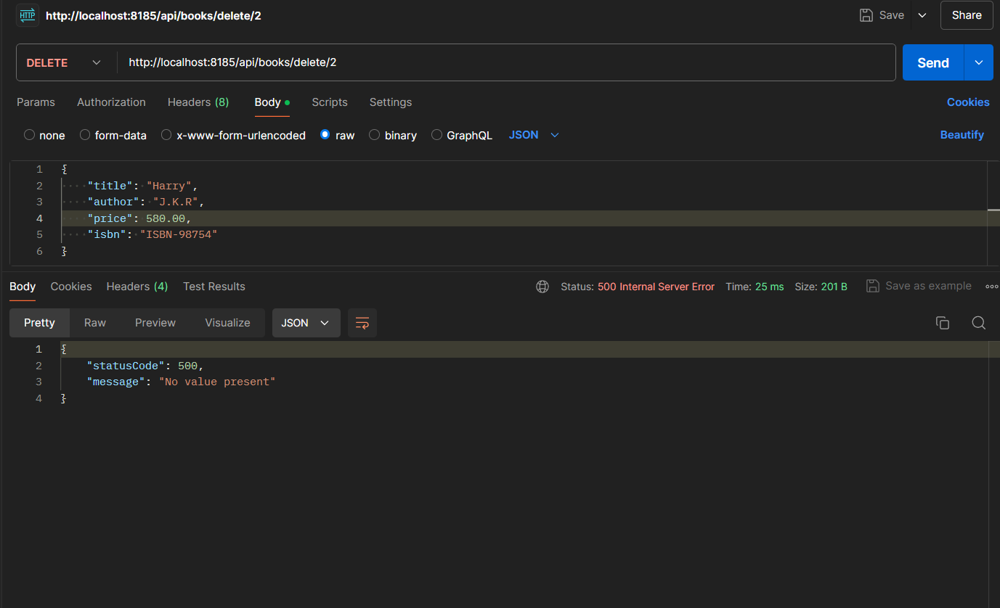 HTTP http://localhost:8185/api/books/delete/2 Save Share
DELETE http://localhost:8185/api/books/delete/2 Send
Params Authorization Headers (8) Body Scripts Settings Cookies
none form-data x-www-form-urlencoded raw binary GraphQL JSON Beautify
1 {
2 "title": "Harry",
3 "author": "J.K.R",
4 "price": 580.00,
5 "isbn": "ISBN-98754"
6 }
Body Cookies Headers (4) Test Results Status: 500 Internal Server Error Time: 25 ms Size: 201 B Save as example
Pretty Raw Preview Visualize JSON
1 {
2 "statusCode": 500,
3 "message": "No value present"
4 }